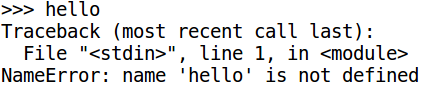 >>> hello
Traceback (most recent call last):
  File "<stdin>", line 1, in <module>
NameError: name 'hello' is not defined